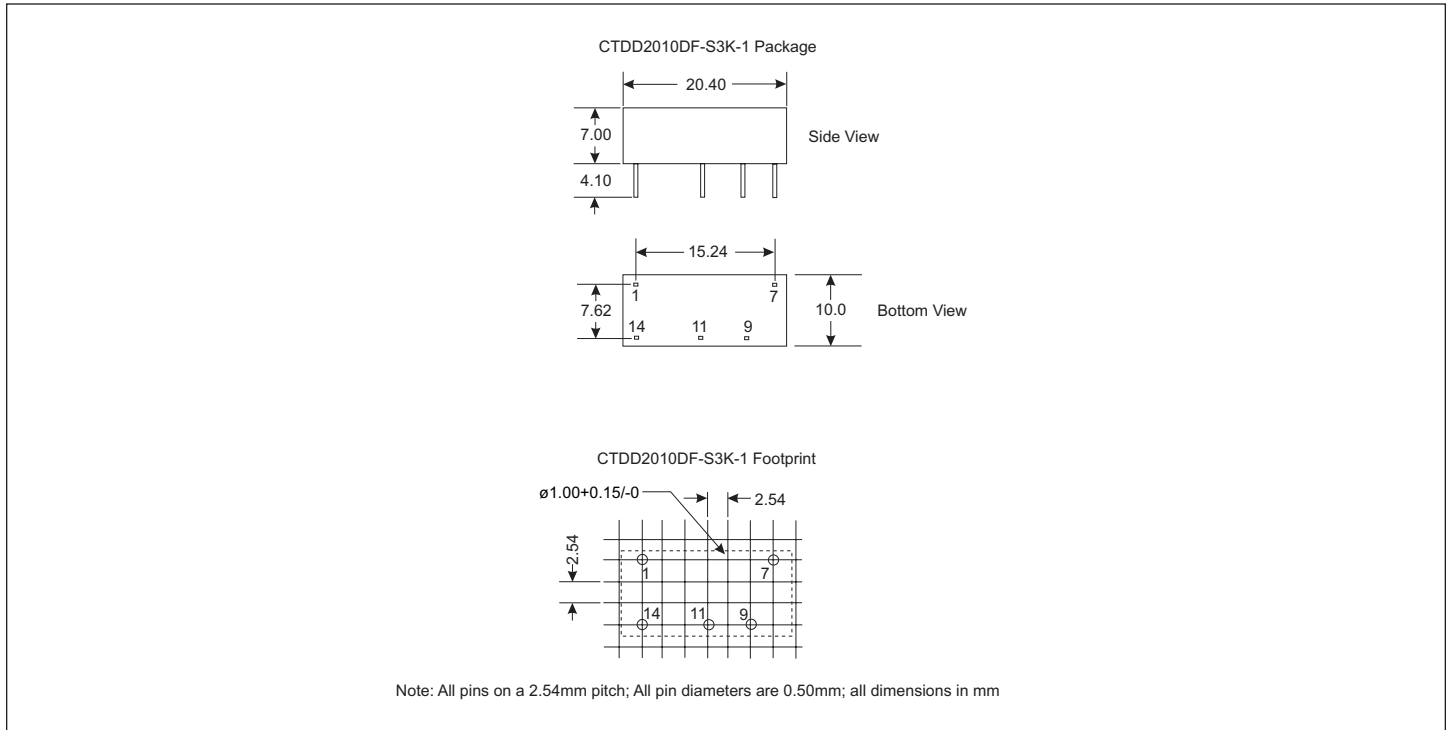 CTDD2010DF-S3K-1 Package
20.40
7.00
Side View
4.10
15.24
1
7
7.62
10.0
Bottom View
14 11 9
CTDD2010DF-S3K-1 Footprint
ø1.00+0.15/-0
2.54
2.54
1
7
14 11 9
Note: All pins on a 2.54mm pitch; All pin diameters are 0.50mm; all dimensions in mm